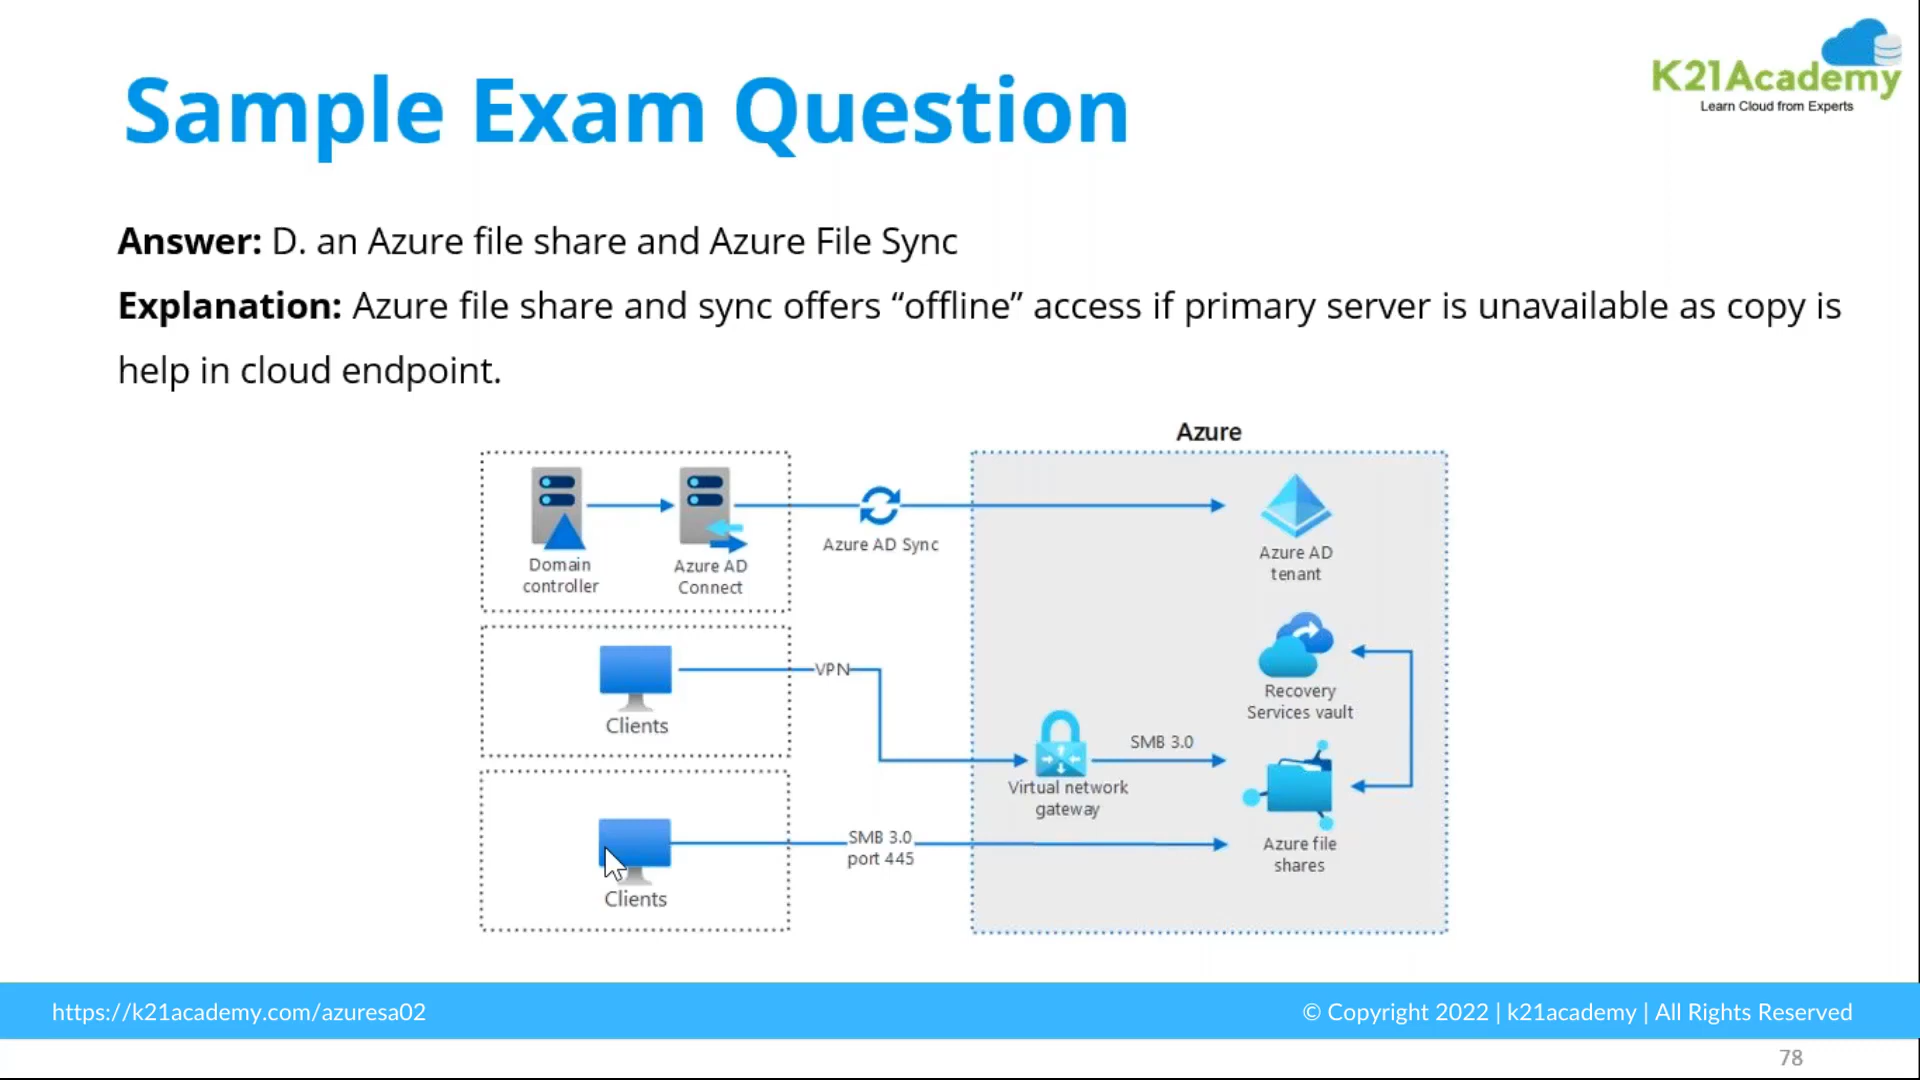 K21Academy
Learn Cloud from Experts
Sample Exam Question
Answer: D. an Azure file share and Azure File Sync
Explanation: Azure file share and sync offers “offline” access if primary server is unavailable as copy is
help in cloud endpoint.
Azure
Domain
controller
Azure AD
Connect
Azure AD Sync
Azure AD
tenant
Clients
VPN
Recovery
Services vault
Virtual network
gateway
SMB 3.0
Clients
SMB 3.0
port 445
Azure file
shares
https://k21academy.com/azuresa02
© Copyright 2022 | k21academy | All Rights Reserved
78